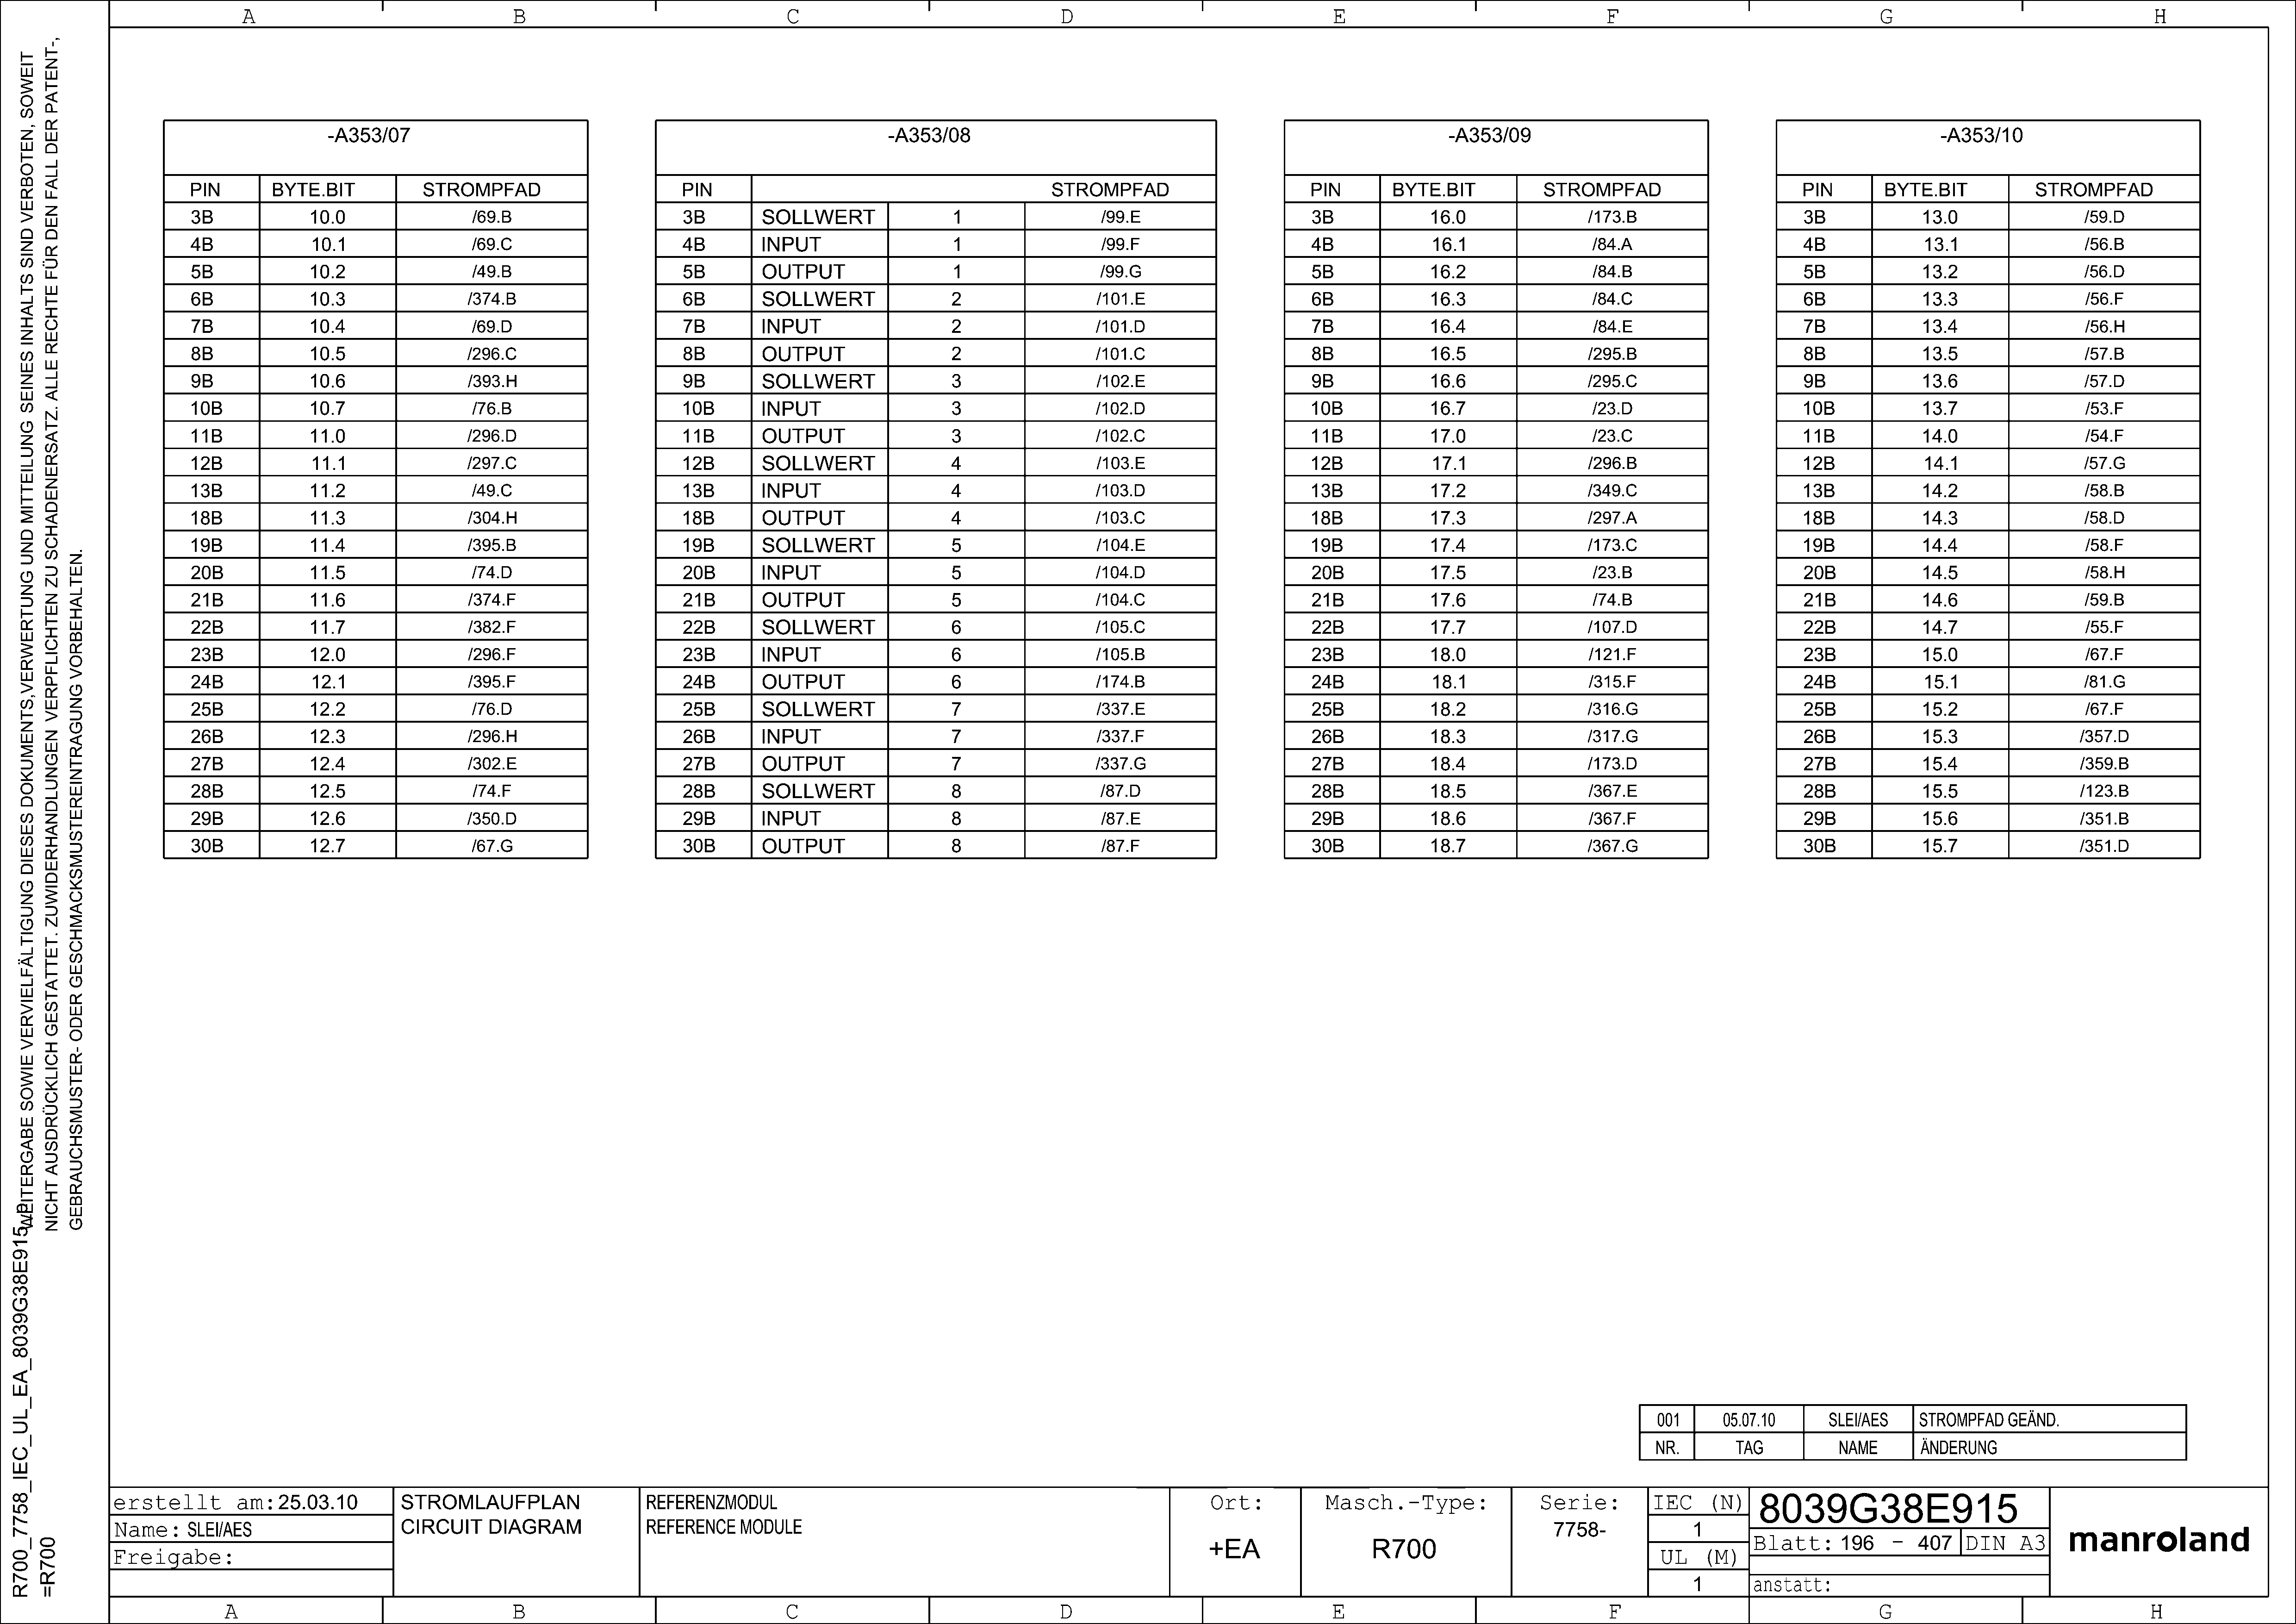 A B C D E F G H
-A353/07
PIN BYTE.BIT STROMPFAD
3B 10.0 /69.B
4B 10.1 /69.C
5B 10.2 /49.B
6B 10.3 /374.B
7B 10.4 /69.D
8B 10.5 /296.C
9B 10.6 /393.H
10B 10.7 /76.B
11B 11.0 /296.D
12B 11.1 /297.C
13B 11.2 /49.C
18B 11.3 /304.H
19B 11.4 /395.B
20B 11.5 /74.D
21B 11.6 /374.F
22B 11.7 /382.F
23B 12.0 /296.F
24B 12.1 /395.F
25B 12.2 /76.D
26B 12.3 /296.H
27B 12.4 /302.E
28B 12.5 /74.F
29B 12.6 /350.D
30B 12.7 /67.G
-A353/08
PIN STROMPFAD
3B SOLLWERT 1 /99.E
4B INPUT 1 /99.F
5B OUTPUT 1 /99.G
6B SOLLWERT 2 /101.E
7B INPUT 2 /101.D
8B OUTPUT 2 /101.C
9B SOLLWERT 3 /102.E
10B INPUT 3 /102.D
11B OUTPUT 3 /102.C
12B SOLLWERT 4 /103.E
13B INPUT 4 /103.D
18B OUTPUT 4 /103.C
19B SOLLWERT 5 /104.E
20B INPUT 5 /104.D
21B OUTPUT 5 /104.C
22B SOLLWERT 6 /105.C
23B INPUT 6 /105.B
24B OUTPUT 6 /174.B
25B SOLLWERT 7 /337.E
26B INPUT 7 /337.F
27B OUTPUT 7 /337.G
28B SOLLWERT 8 /87.D
29B INPUT 8 /87.E
30B OUTPUT 8 /87.F
-A353/09
PIN BYTE.BIT STROMPFAD
3B 16.0 /173.B
4B 16.1 /84.A
5B 16.2 /84.B
6B 16.3 /84.C
7B 16.4 /84.E
8B 16.5 /295.B
9B 16.6 /295.C
10B 16.7 /23.D
11B 17.0 /23.C
12B 17.1 /296.B
13B 17.2 /349.C
18B 17.3 /297.A
19B 17.4 /173.C
20B 17.5 /23.B
21B 17.6 /74.B
22B 17.7 /107.D
23B 18.0 /121.F
24B 18.1 /315.F
25B 18.2 /316.G
26B 18.3 /317.G
27B 18.4 /173.D
28B 18.5 /367.E
29B 18.6 /367.F
30B 18.7 /367.G
-A353/10
PIN BYTE.BIT STROMPFAD
3B 13.0 /59.D
4B 13.1 /56.B
5B 13.2 /56.D
6B 13.3 /56.F
7B 13.4 /56.H
8B 13.5 /57.B
9B 13.6 /57.D
10B 13.7 /53.F
11B 14.0 /54.F
12B 14.1 /57.G
13B 14.2 /58.B
18B 14.3 /58.D
19B 14.4 /58.F
20B 14.5 /58.H
21B 14.6 /59.B
22B 14.7 /55.F
23B 15.0 /67.F
24B 15.1 /81.G
25B 15.2 /67.F
26B 15.3 /357.D
27B 15.4 /359.B
28B 15.5 /123.B
29B 15.6 /351.B
30B 15.7 /351.D
WEITERGABE SOWIE VERVIELFÄLTIGUNG DIESES DOKUMENTS,VERWERTUNG UND MITTEILUNG SEINES INHALTS SIND VERBOTEN, SOWEIT
NICHT AUSDRÜCKLICH GESTATTET. ZUWIDERHANDLUNGEN VERPFLICHTEN ZU SCHADENERSATZ. ALLE RECHTE FÜR DEN FALL DER PATENT-,
GEBRAUCHSMUSTER- ODER GESCHMACKSMUSTEREINTRAGUNG VORBEHALTEN.
=R700
001 05.07.10 SLEI/AES STROMPFAD GEÄND.
NR. TAG NAME ÄNDERUNG
erstellt am: 25.03.10
Name: SLEI/AES
Freigabe:
STROMLAUFPLAN
CIRCUIT DIAGRAM
REFERENZMODUL
REFERENCE MODULE
Ort:
+EA
Masch.-Type:
R700
Serie:
7758-
IEC (N)
1
UL (M)
1
8039G38E915
Blatt: 196 - 407 DIN A3
anstatt:
manroland
A B C D E F G H